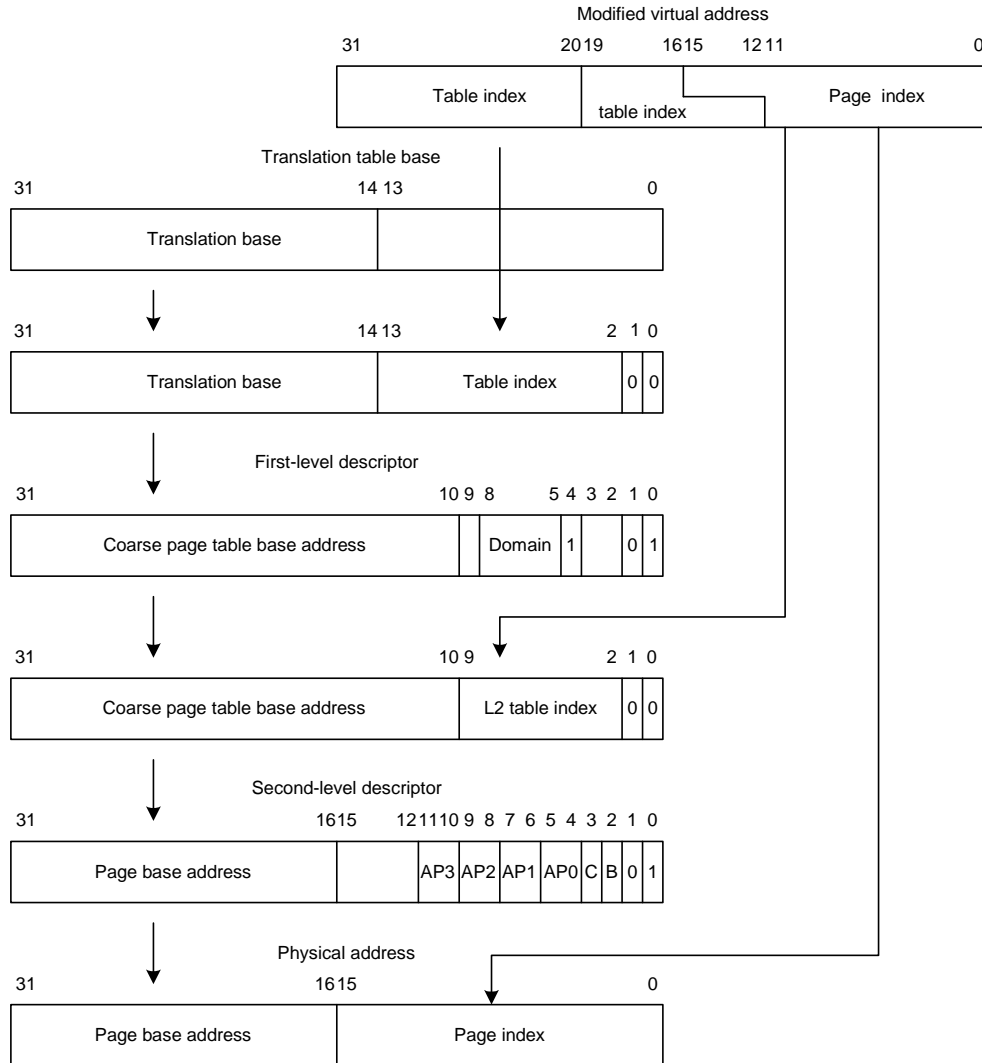 Modified virtual address
31 20 19 16 15 12 11 0
Table index
table index
Page index
Translation table base
31 14 13 0
Translation base
31 14 13 2 1 0
Translation base Table index 0 0
First-level descriptor
31 10 9 8 5 4 3 2 1 0
Coarse page table base address Domain 1 0 1
31 10 9 2 1 0
Coarse page table base address L2 table index 0 0
Second-level descriptor
31 16 15 12 11 10 9 8 7 6 5 4 3 2 1 0
Page base address AP3 AP2 AP1 AP0 C B 0 1
Physical address
31 16 15 0
Page base address Page index